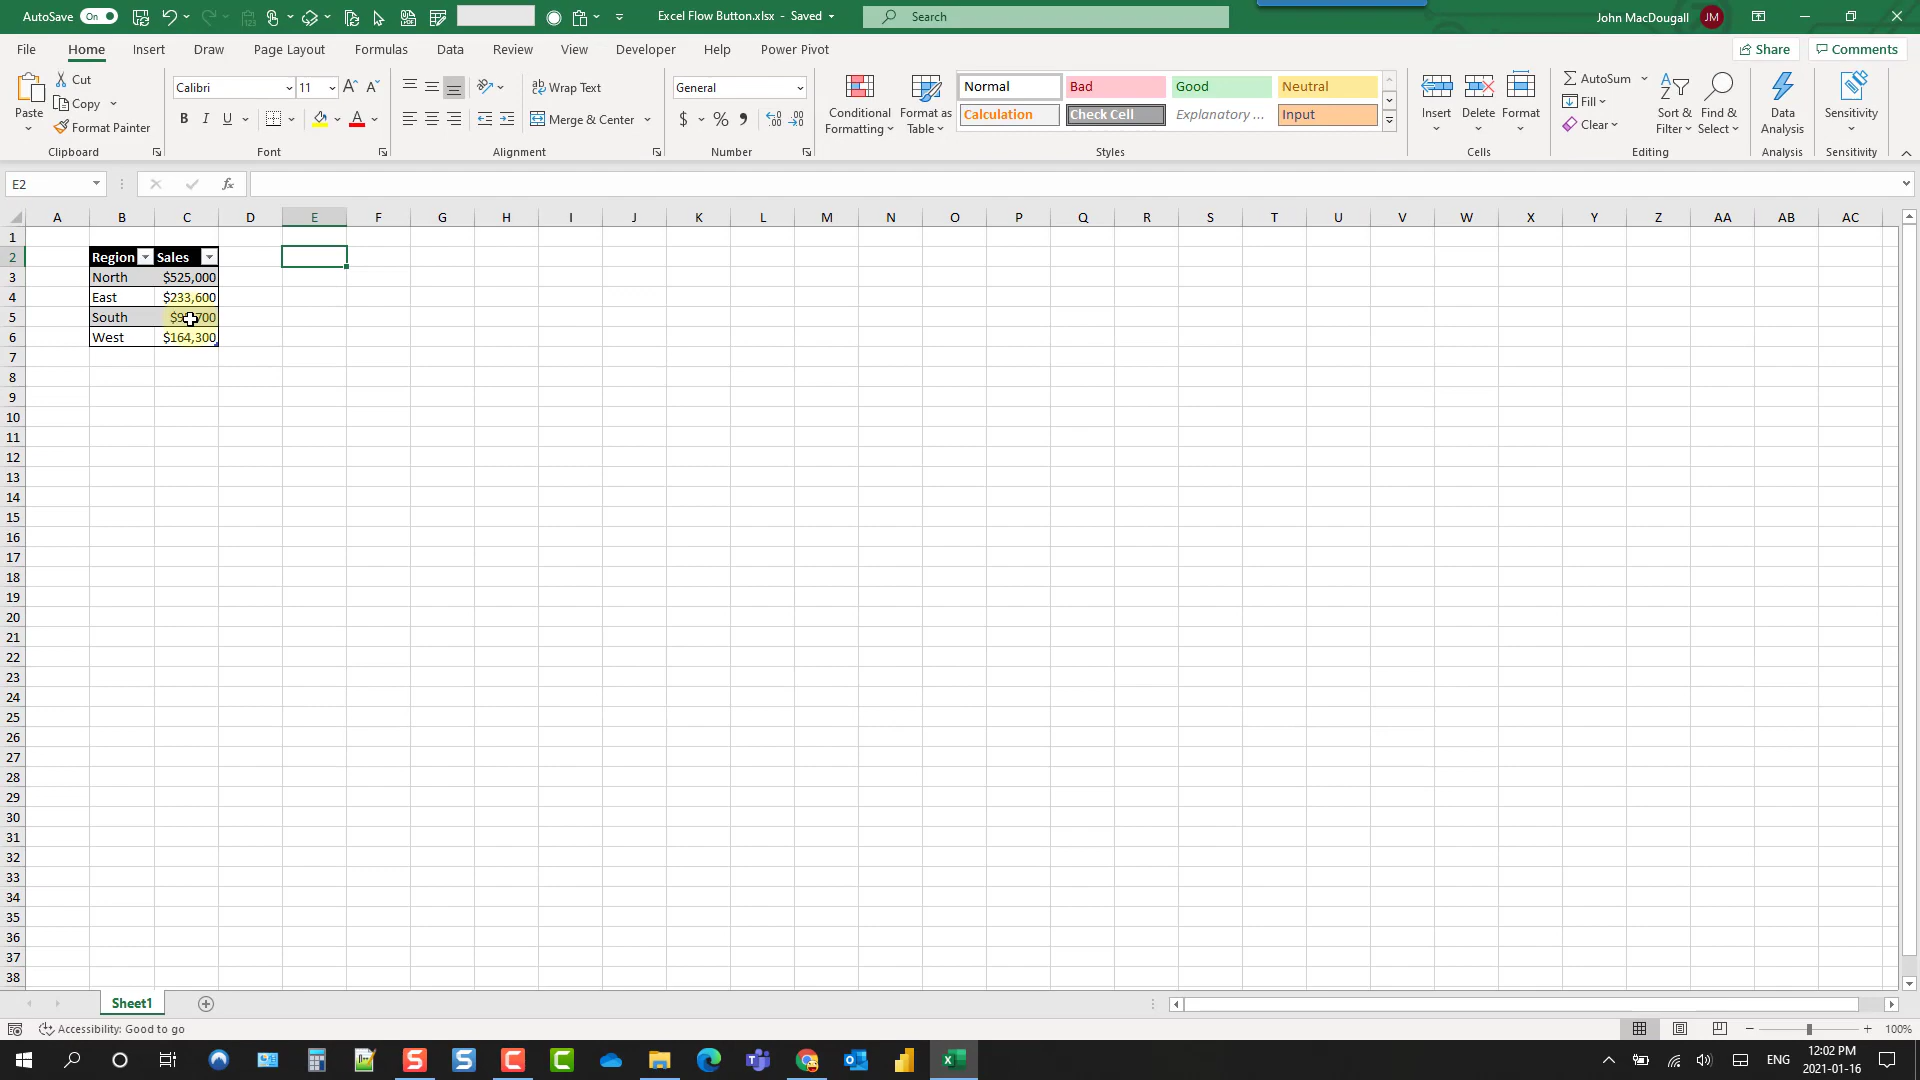 AutoSave On
Excel Flow Button.xlsx - Saved
Search
John MacDougall JM
File Home Insert Draw Page Layout Formulas Data Review View Developer Help Power Pivot
Share Comments
Paste
Cut
Copy
Format Painter
Clipboard
Calibri 11
B I U
Font
Wrap Text
Merge & Center
Alignment
General
$ % 9
Number
Conditional
Formatting
Format as
Table
Normal Bad Good Neutral
Calculation Check Cell Explanatory ... Input
Styles
Insert Delete Format
Cells
AutoSum
Fill
Clear
Sort &
Filter
Find &
Select
Editing
Data
Analysis
Analysis
Sensitivity
Sensitivity
E2 fx
A B C D E F G H I J K L M N O P Q R S T U V W X Y Z AA AB AC
1
2 Region Sales
3 North $525,000
4 East $233,600
5 South
6 West $164,300
7
8
9
10
11
12
13
14
15
16
17
18
19
20
21
22
23
24
25
26
27
28
29
30
31
32
33
34
35
36
37
38
Sheet1
Accessibility: Good to go
100%
ENG
12:02 PM
2021-01-16